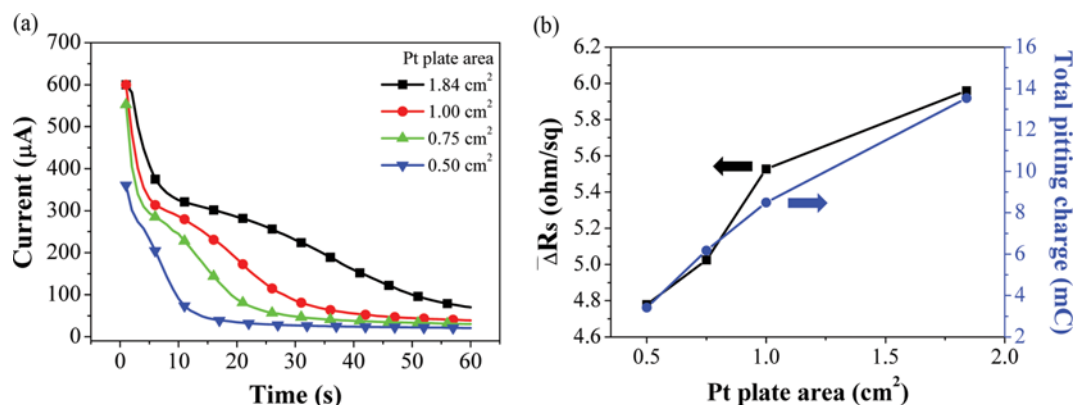 (a)
700
600
500
400
300
200
100
0
Current (μA)
0 10 20 30 40 50 60
Time (s)
Pt plate area
1.84 cm²
1.00 cm²
0.75 cm²
0.50 cm²
(b)
6.2
6.0
5.8
5.6
5.4
5.2
5.0
4.8
4.6
Δ̅Rs (ohm/sq)
0.5 1.0 1.5 2.0
Pt plate area (cm²)
16
14
12
10
8
6
4
2
Total pitting charge (mC)